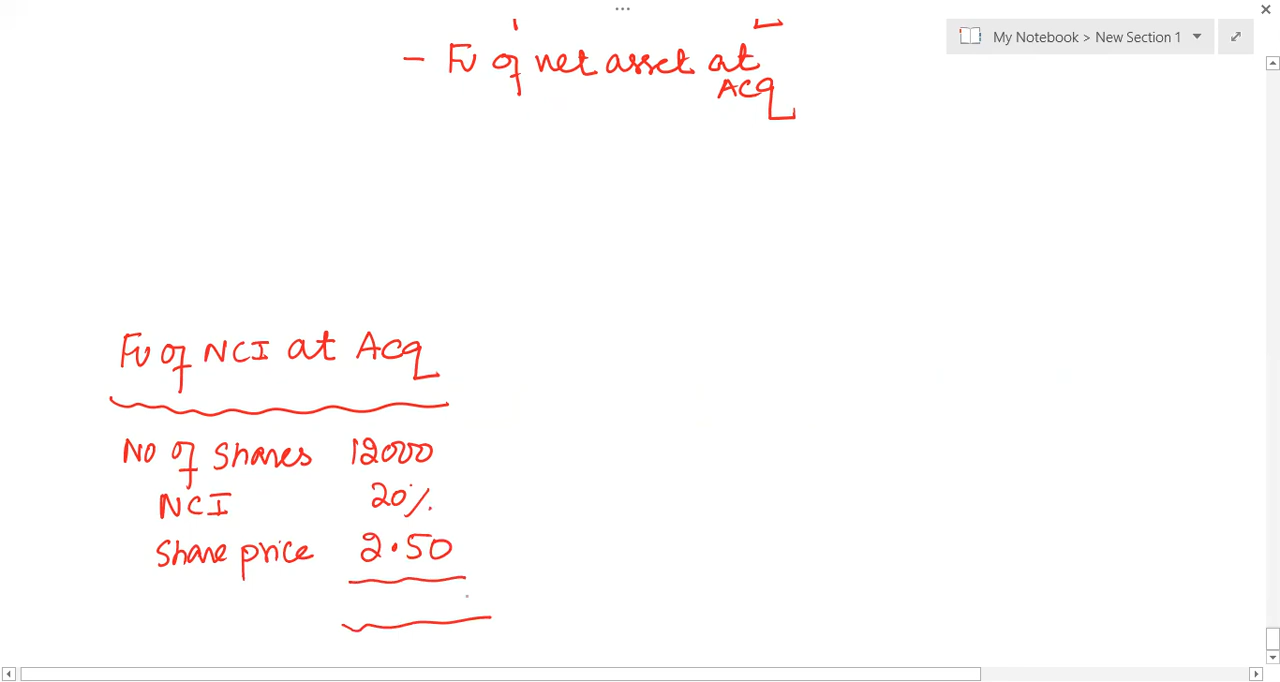 ...
My Notebook > New Section 1
- Fv of net asset at
Acq
Fv of NCI at Acq
No of Shares 12000
NCI 20%
Share price 2.50